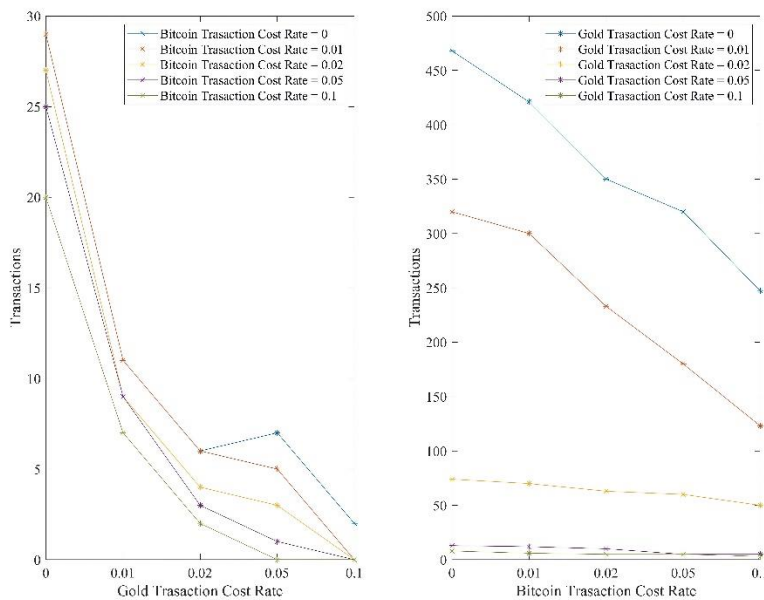 30
25
20
15
10
5
0
Transactions
Bitcoin Trasaction Cost Rate = 0
Bitcoin Trasaction Cost Rate = 0.01
Bitcoin Trasaction Cost Rate = 0.02
Bitcoin Trasaction Cost Rate = 0.05
Bitcoin Trasaction Cost Rate = 0.1
0 0.01 0.02 0.05 0.1
Gold Trasaction Cost Rate
500
450
400
350
300
250
200
150
100
50
0
Transactions
Gold Trasaction Cost Rate = 0
Gold Trasaction Cost Rate = 0.01
Gold Trasaction Cost Rate = 0.02
Gold Trasaction Cost Rate = 0.05
Gold Trasaction Cost Rate = 0.1
0 0.01 0.02 0.05 0.
Bitcoin Trasaction Cost Rate